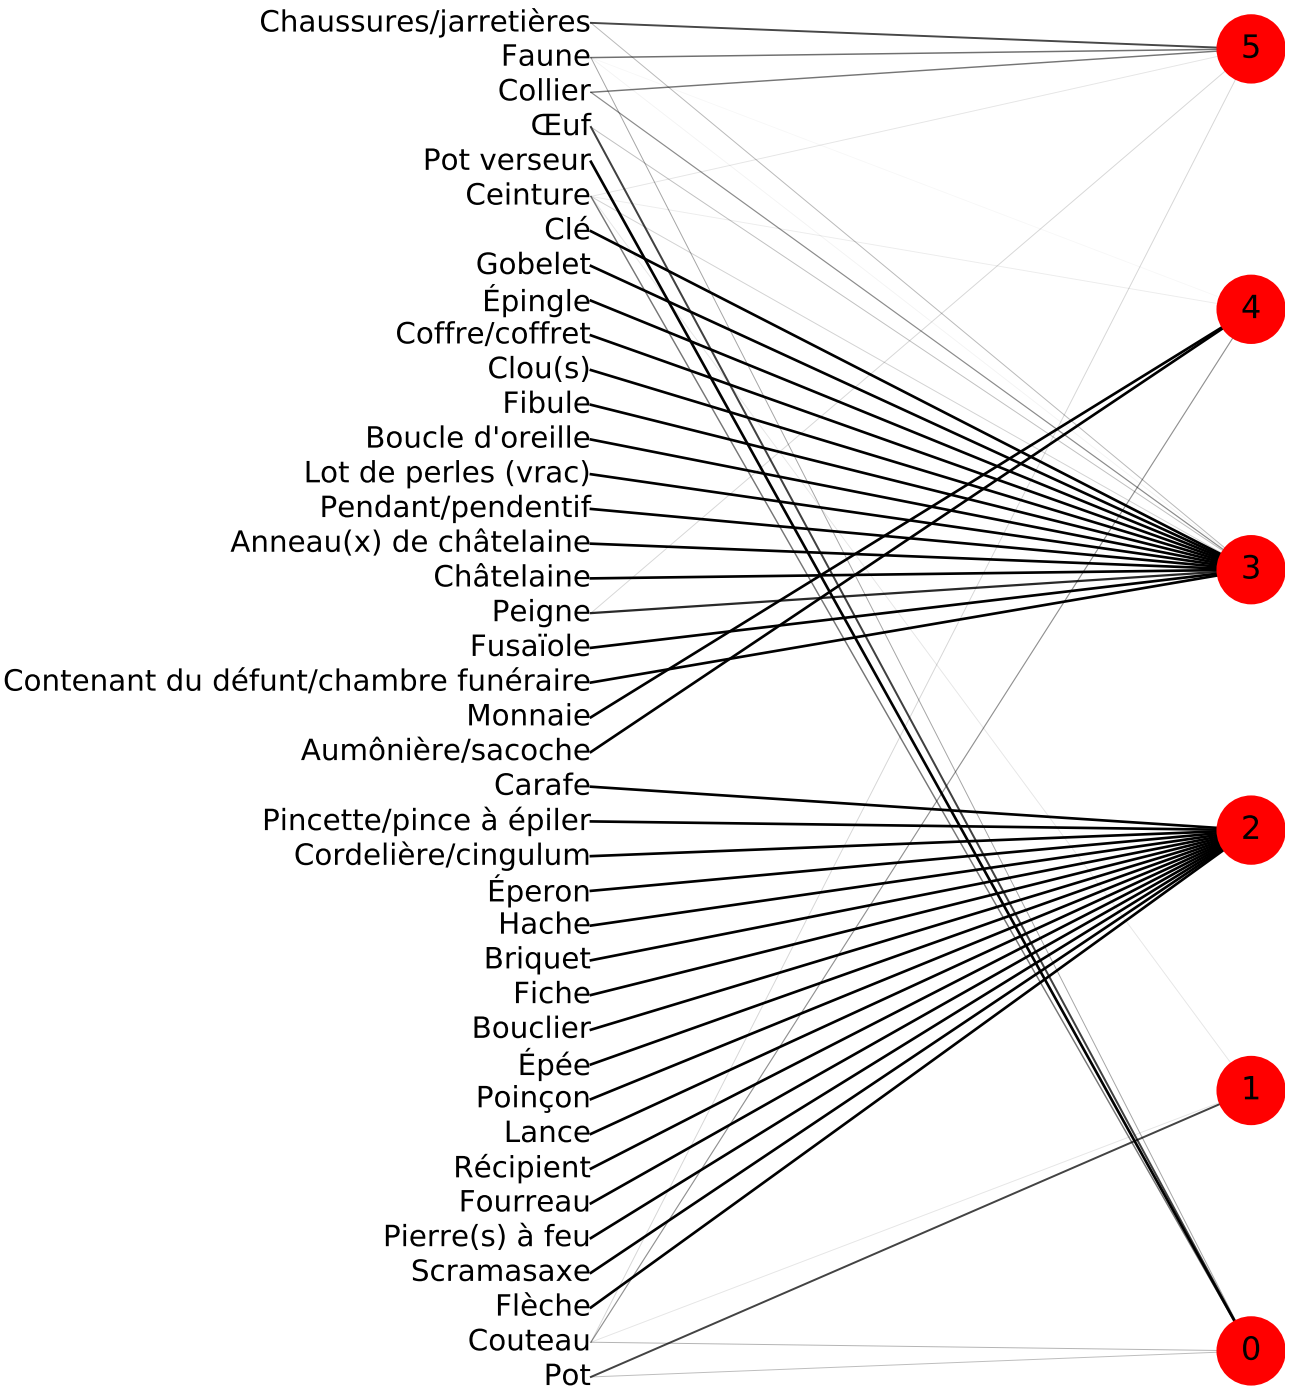 Chaussures/jarretières
Faune
Collier
Œuf
Pot verseur
Ceinture
Clé
Gobelet
Épingle
Coffre/coffret
Clou(s)
Fibule
Boucle d'oreille
Lot de perles (vrac)
Pendant/pendentif
Anneau(x) de châtelaine
Châtelaine
Peigne
Fusaïole
Contenant du défunt/chambre funéraire
Monnaie
Aumônière/sacoche
Carafe
Pincette/pince à épiler
Cordelière/cingulum
Éperon
Hache
Briquet
Fiche
Bouclier
Épée
Poinçon
Lance
Récipient
Fourreau
Pierre(s) à feu
Scramasaxe
Flèche
Couteau
Pot
5
4
3
2
1
0